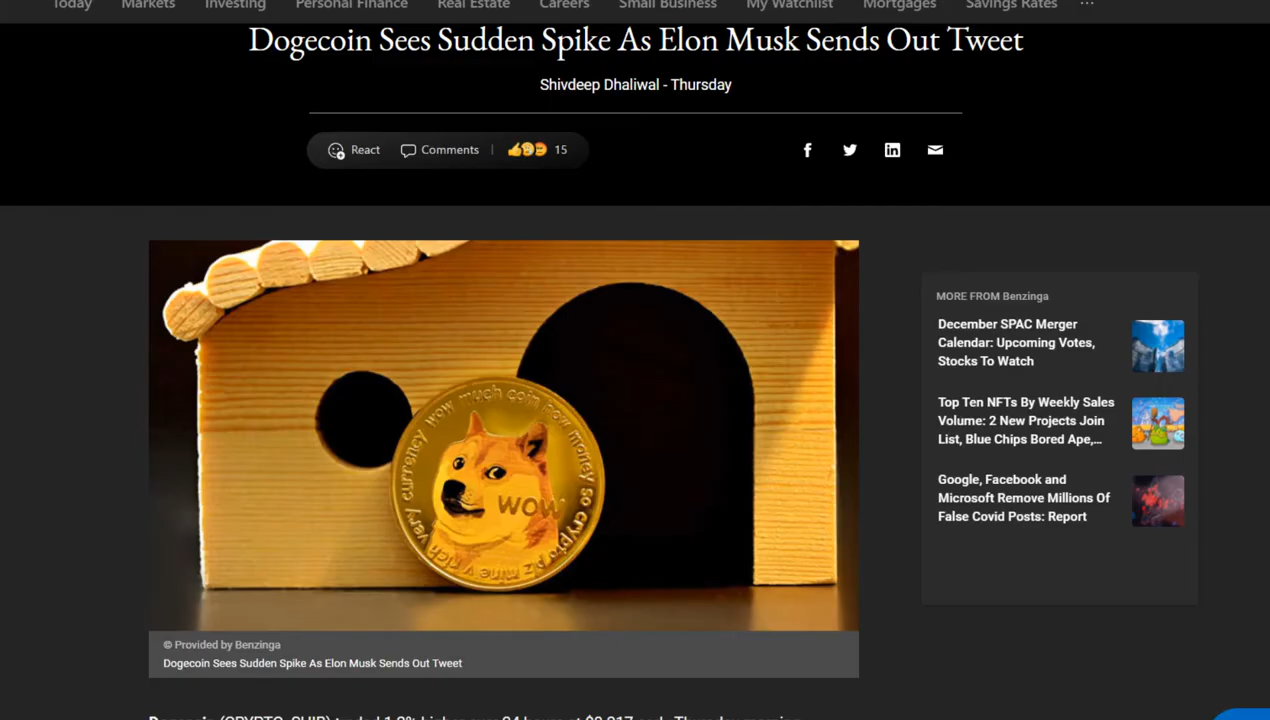 Today Markets Investing Personal Finance Real Estate Careers Small Business My Watchlist Mortgages Savings Rates ...
Dogecoin Sees Sudden Spike As Elon Musk Sends Out Tweet
Shivdeep Dhaliwal - Thursday
React Comments 15
very currency wow much coin how money so crypto plz mine v rich
WOW
© Provided by Benzinga
Dogecoin Sees Sudden Spike As Elon Musk Sends Out Tweet
MORE FROM Benzinga
December SPAC Merger
Calendar: Upcoming Votes,
Stocks To Watch
Top Ten NFTs By Weekly Sales
Volume: 2 New Projects Join
List, Blue Chips Bored Ape,...
Google, Facebook and
Microsoft Remove Millions Of
False Covid Posts: Report